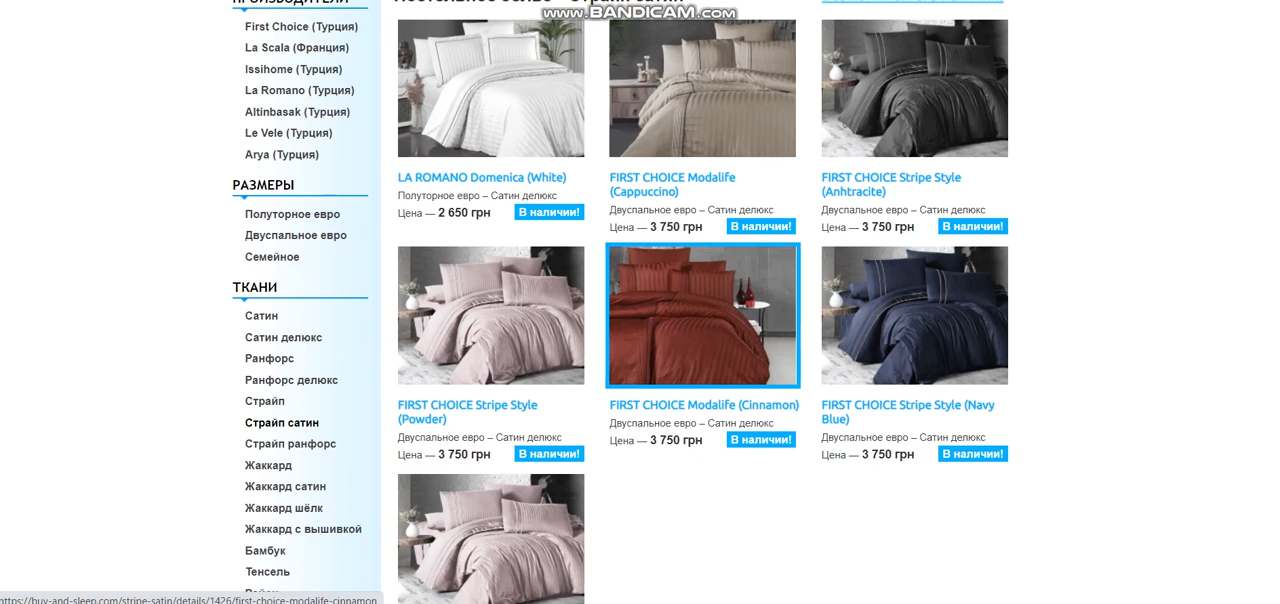 ПРОИЗВОДИТЕЛИ
www.BANDICAM.com
First Choice (Турция)
La Scala (Франция)
Issihome (Турция)
La Romano (Турция)
Altinbasak (Турция)
Le Vele (Турция)
Arya (Турция)
РАЗМЕРЫ
Полуторное евро
Двуспальное евро
Семейное
ТКАНИ
Сатин
Сатин делюкс
Ранфорс
Ранфорс делюкс
Страйп
Страйп сатин
Страйп ранфорс
Жаккард
Жаккард сатин
Жаккард шёлк
Жаккард с вышивкой
Бамбук
Тенсель
LA ROMANO Domenica (White)
Полуторное евро – Сатин делюкс
Цена — 2 650 грн
В наличии!
FIRST CHOICE Modalife
(Cappuccino)
Двуспальное евро – Сатин делюкс
Цена — 3 750 грн
В наличии!
FIRST CHOICE Stripe Style
(Anhtracite)
Двуспальное евро – Сатин делюкс
Цена — 3 750 грн
В наличии!
FIRST CHOICE Stripe Style
(Powder)
Двуспальное евро – Сатин делюкс
Цена — 3 750 грн
В наличии!
FIRST CHOICE Modalife (Cinnamon)
Двуспальное евро – Сатин делюкс
Цена — 3 750 грн
В наличии!
FIRST CHOICE Stripe Style (Navy
Blue)
Двуспальное евро – Сатин делюкс
Цена — 3 750 грн
В наличии!
https://buy-and-sleep.com/stripe-satin/details/1426/first-choice-modalife-cinnamon